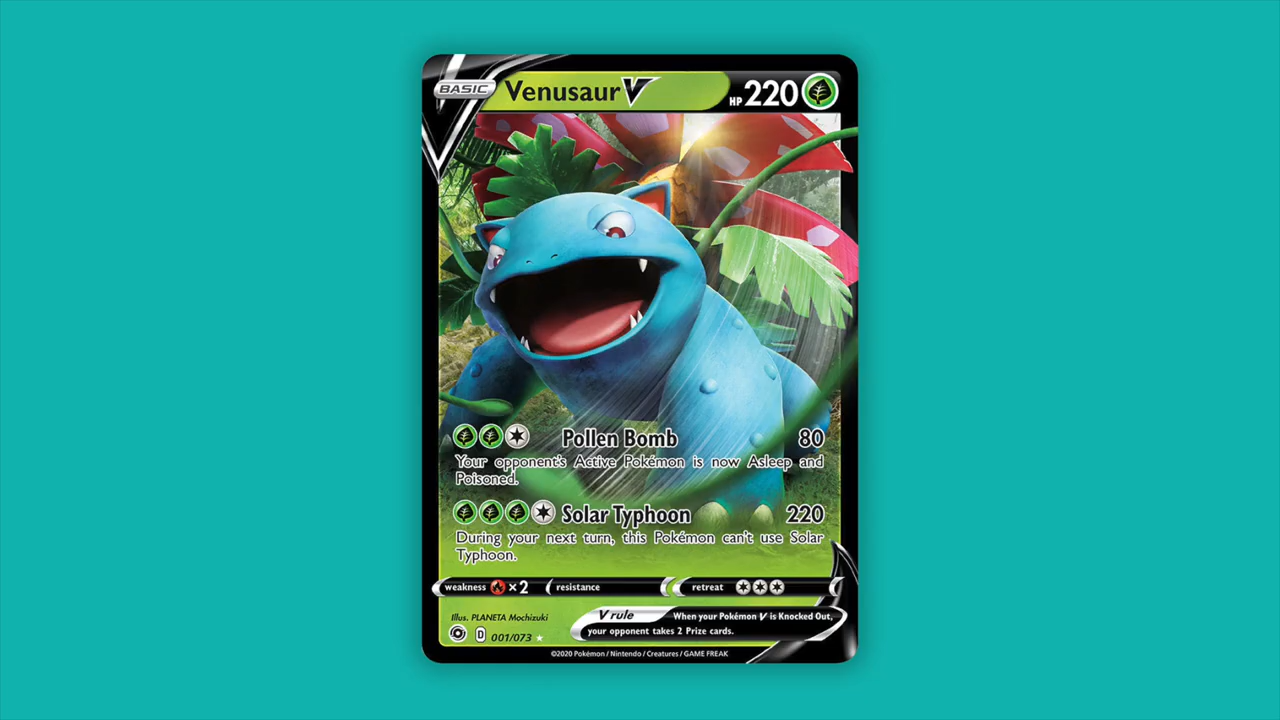 BASIC Venusaur V HP 220
Pollen Bomb 80
Your opponent's Active Pokémon is now Asleep and
Poisoned.
Solar Typhoon 220
During your next turn, this Pokémon can't use Solar
Typhoon.
weakness ×2 resistance retreat
Illus. PLANETA Mochizuki
V rule When your Pokémon V is Knocked Out,
your opponent takes 2 Prize cards.
D 001/073
©2020 Pokémon / Nintendo / Creatures / GAME FREAK